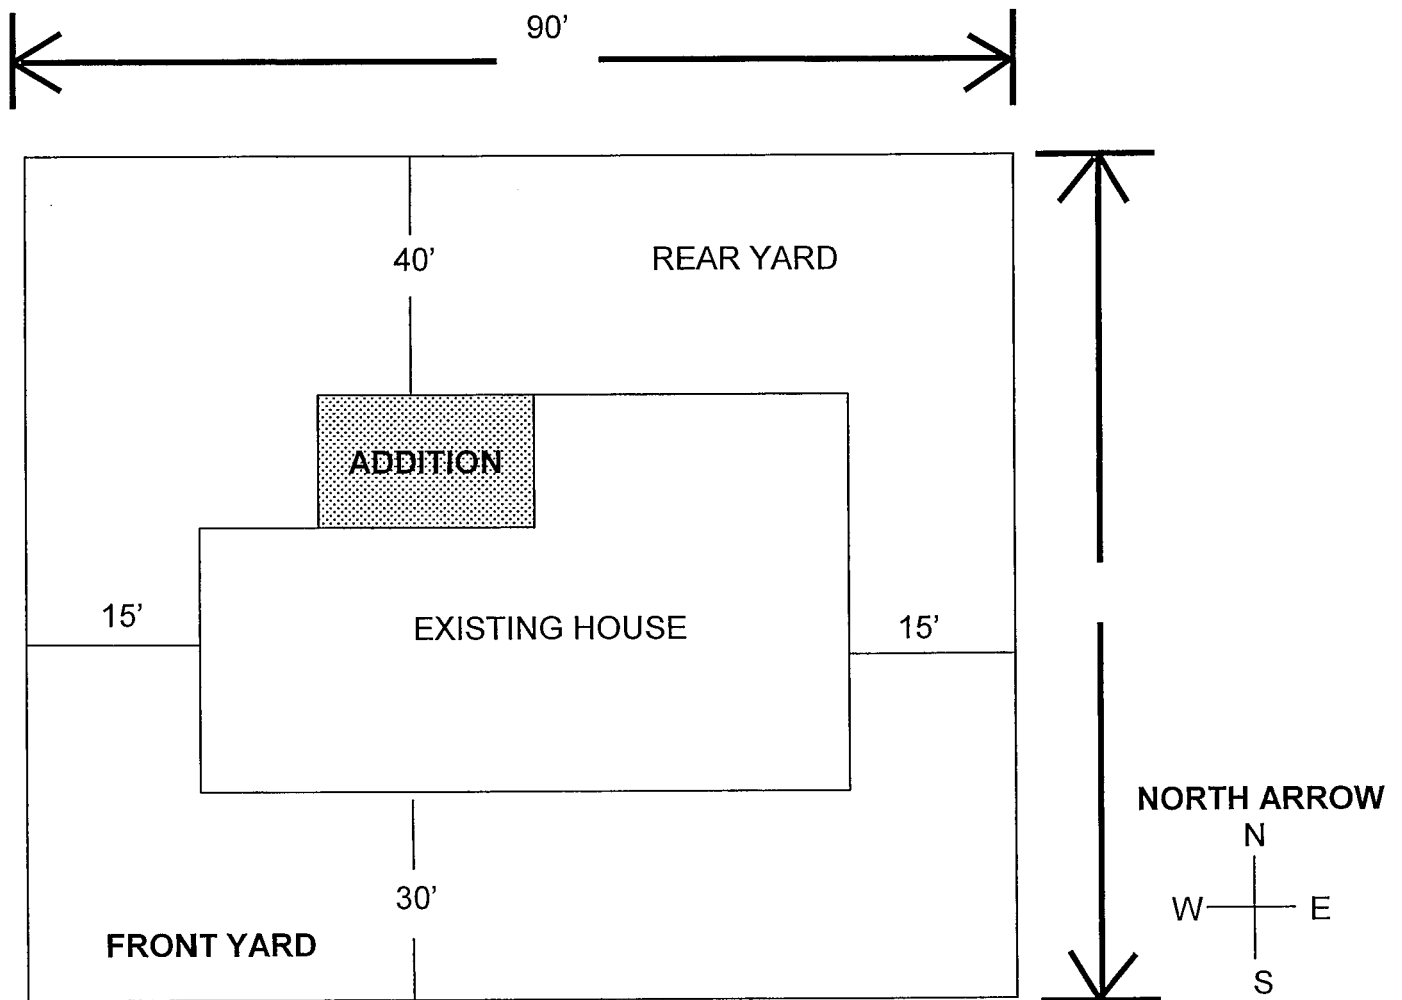 90’
40’
REAR YARD
ADDITION
15’
EXISTING HOUSE
15’
30’
FRONT YARD
NORTH ARROW
N
W E
S